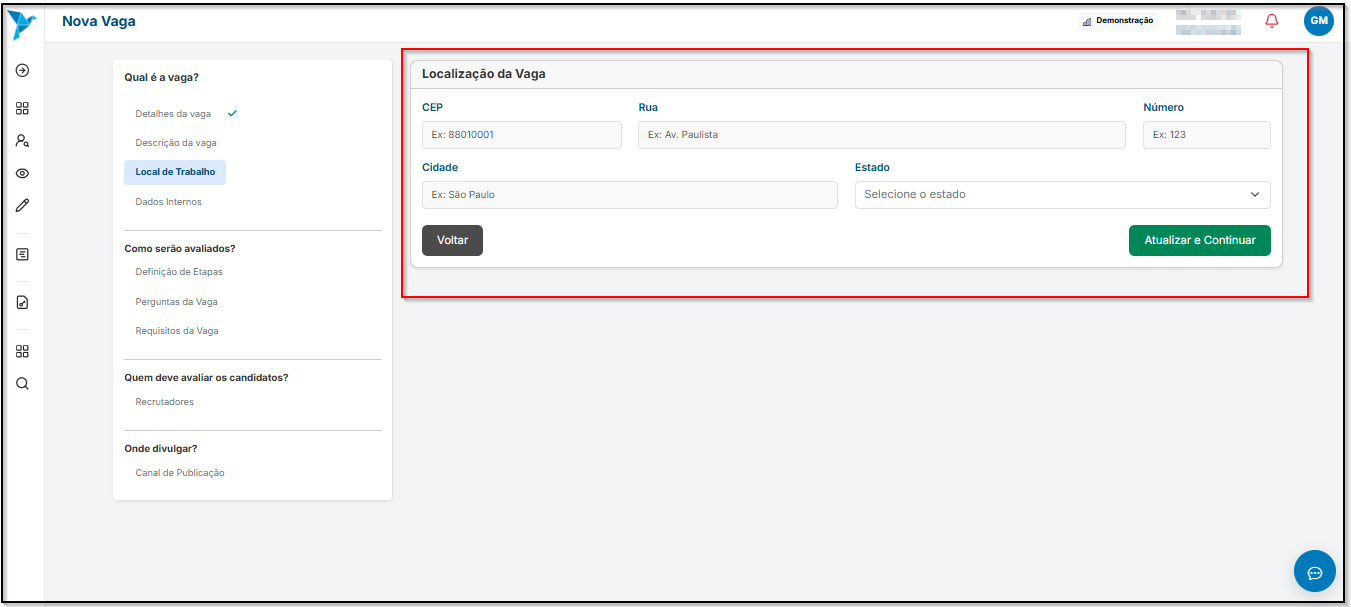 Nova Vaga
Demonstração
GM
Qual é a vaga?
Detalhes da vaga
Descrição da vaga
Local de Trabalho
Dados Internos
Como serão avaliados?
Definição de Etapas
Perguntas da Vaga
Requisitos da Vaga
Quem deve avaliar os candidatos?
Recrutadores
Onde divulgar?
Canal de Publicação
Localização da Vaga
CEP Rua Número
Ex: 88010001 Ex: Av. Paulista Ex: 123
Cidade Estado
Ex: São Paulo Selecione o estado
Voltar Atualizar e Continuar